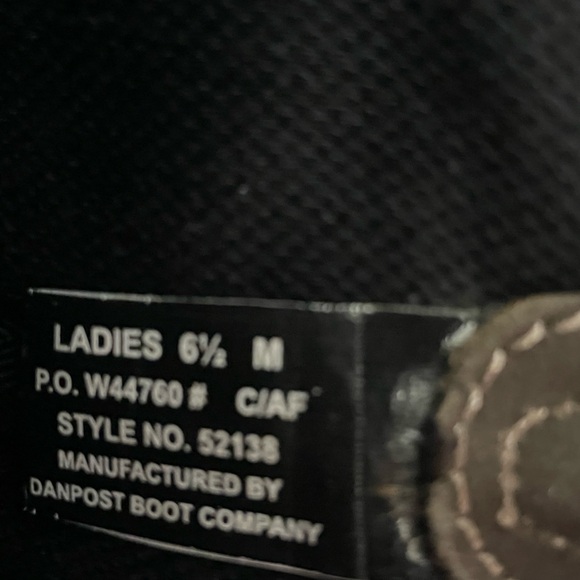 LADIES 6½ M
P.O. W44760 # C/AF
STYLE NO. 52138
MANUFACTURED BY
DANPOST BOOT COMPANY